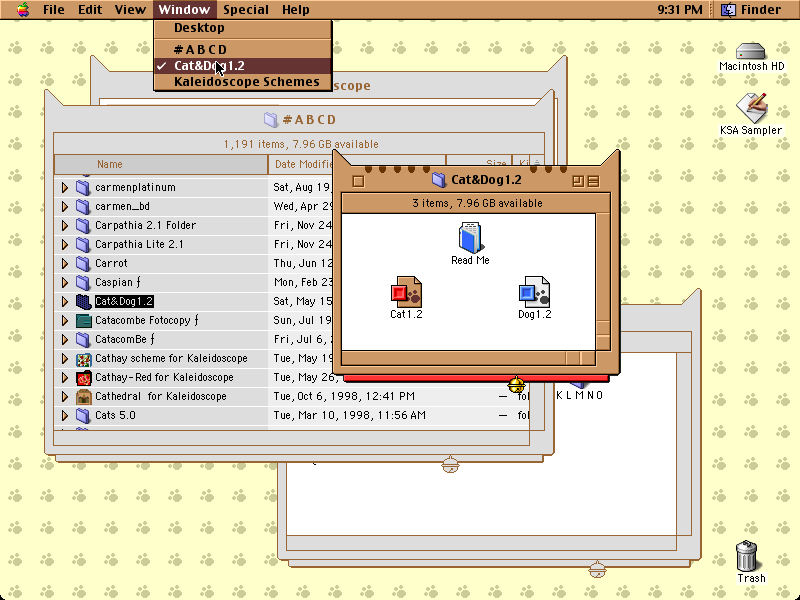 File Edit View Window Special Help 9:31 PM Finder
Desktop
# A B C D
✓ Cat&Dog1.2
Kaleidoscope Schemes
scope
Macintosh HD
KSA Sampler
# A B C D
1,191 items, 7.96 GB available
Name Date Modifie Size Ki
carmenplatinum Sat, Aug 19,
carmen_bd Wed, Apr 29
Carpathia 2.1 Folder Fri, Nov 24
Carpathia Lite 2.1 Fri, Nov 24
Carrot Thu, Jun 12
Caspian ƒ Mon, Feb 23
Cat&Dog1.2 Sat, May 15
Catacombe Fotocopy ƒ Sun, Jul 19
CatacomBe ƒ Fri, Jul 6,
Cathay scheme for Kaleidoscope Tue, May 19
Cathay-Red for Kaleidoscope Tue, May 26,
Cathedral for Kaleidoscope Tue, Oct 6, 1998, 12:41 PM — fol
Cats 5.0 Tue, Mar 10, 1998, 11:56 AM — fol
Cat&Dog1.2
3 items, 7.96 GB available
Read Me
Cat1.2
Dog1.2
K L M N O
Trash